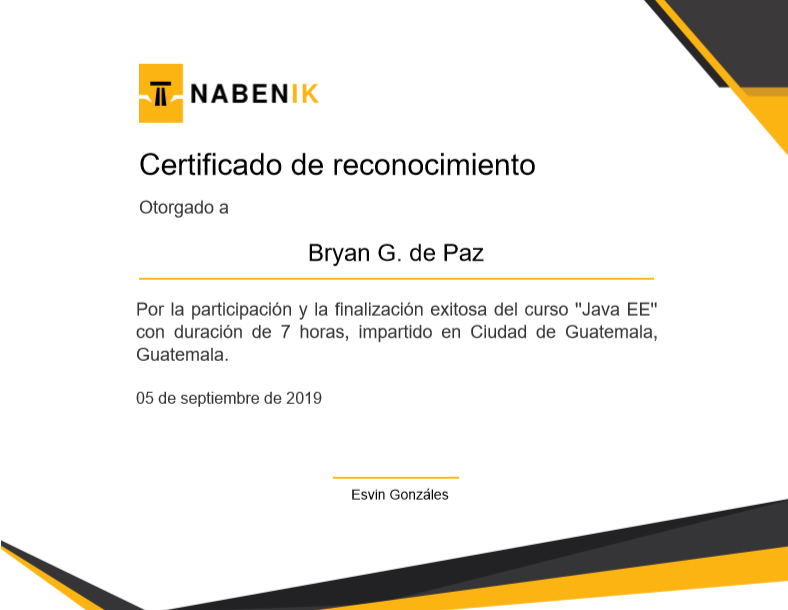 NABENIK
Certificado de reconocimiento
Otorgado a
Bryan G. de Paz
Por la participación y la finalización exitosa del curso "Java EE"
con duración de 7 horas, impartido en Ciudad de Guatemala,
Guatemala.
05 de septiembre de 2019
Esvin Gonzáles